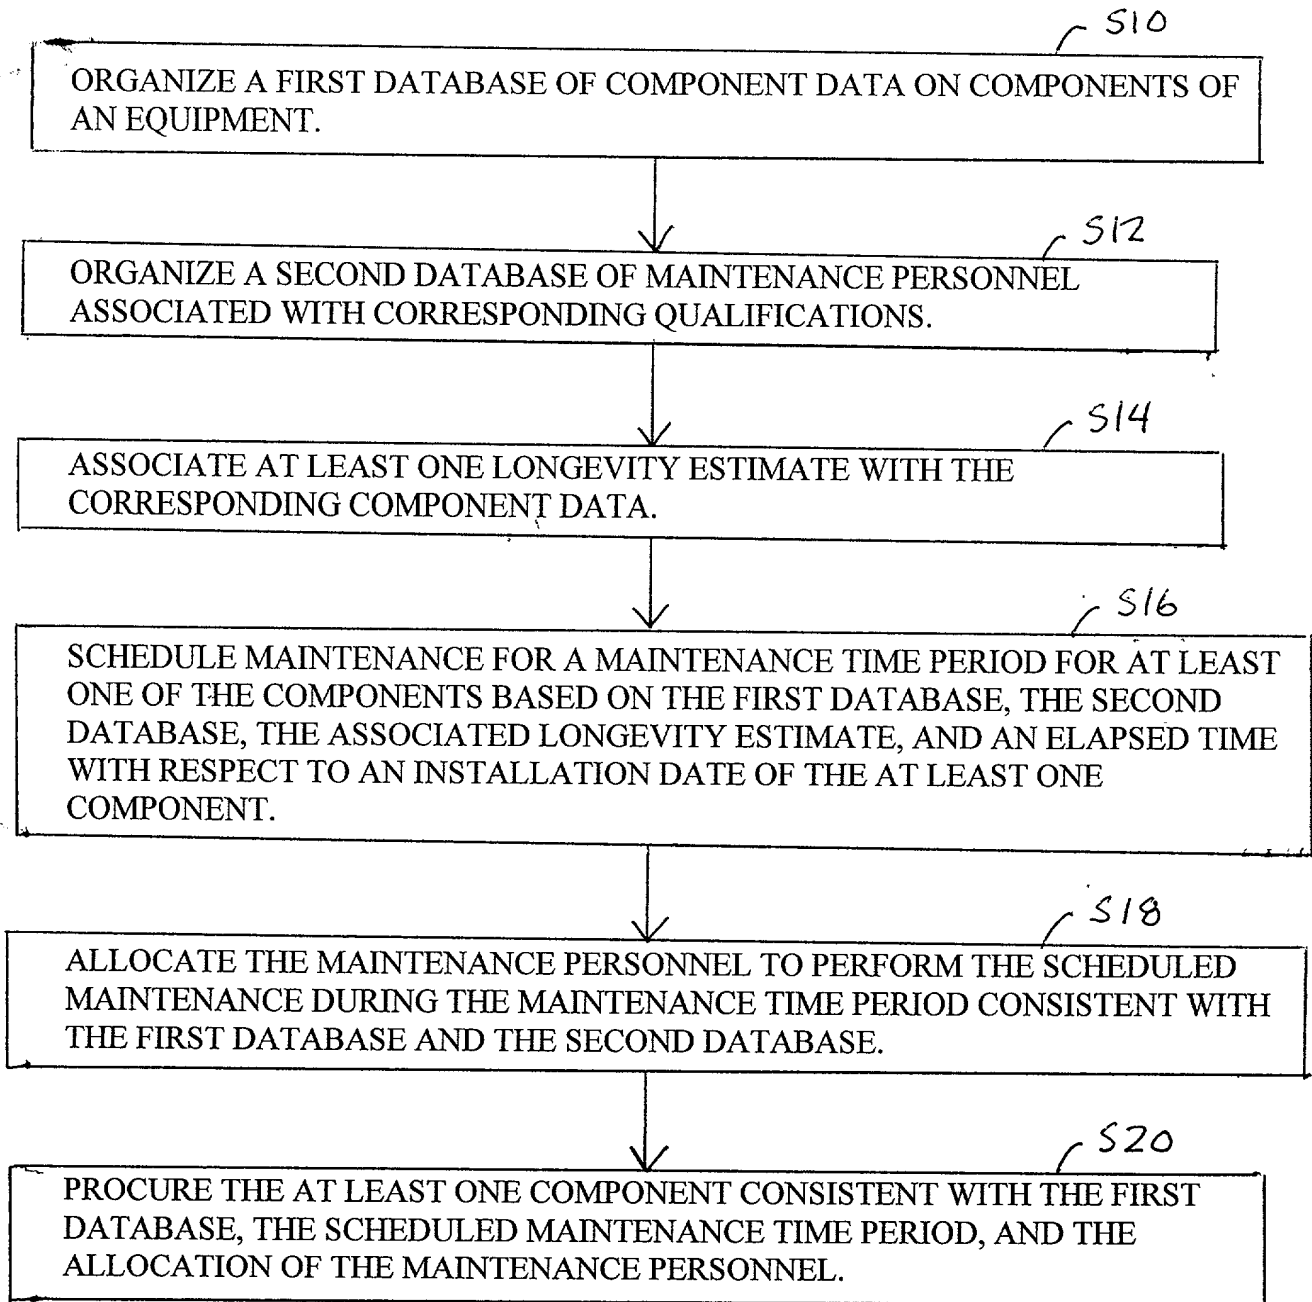 S10
ORGANIZE A FIRST DATABASE OF COMPONENT DATA ON COMPONENTS OF
AN EQUIPMENT.
S12
ORGANIZE A SECOND DATABASE OF MAINTENANCE PERSONNEL
ASSOCIATED WITH CORRESPONDING QUALIFICATIONS.
S14
ASSOCIATE AT LEAST ONE LONGEVITY ESTIMATE WITH THE
CORRESPONDING COMPONENT DATA.
S16
SCHEDULE MAINTENANCE FOR A MAINTENANCE TIME PERIOD FOR AT LEAST
ONE OF THE COMPONENTS BASED ON THE FIRST DATABASE, THE SECOND
DATABASE, THE ASSOCIATED LONGEVITY ESTIMATE, AND AN ELAPSED TIME
WITH RESPECT TO AN INSTALLATION DATE OF THE AT LEAST ONE
COMPONENT.
S18
ALLOCATE THE MAINTENANCE PERSONNEL TO PERFORM THE SCHEDULED
MAINTENANCE DURING THE MAINTENANCE TIME PERIOD CONSISTENT WITH
THE FIRST DATABASE AND THE SECOND DATABASE.
S20
PROCURE THE AT LEAST ONE COMPONENT CONSISTENT WITH THE FIRST
DATABASE, THE SCHEDULED MAINTENANCE TIME PERIOD, AND THE
ALLOCATION OF THE MAINTENANCE PERSONNEL.